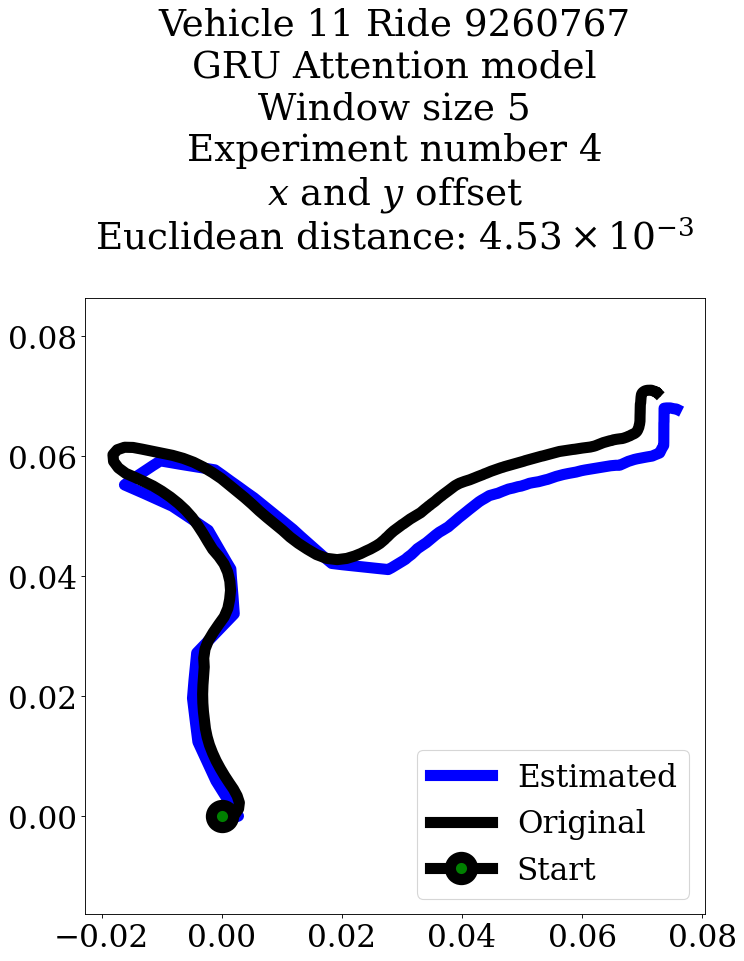 Vehicle 11 Ride 9260767
GRU Attention model
Window size 5
Experiment number 4
x and y offset
Euclidean distance: 4.53 × 10⁻³
0.08
0.06
0.04
0.02
0.00
Estimated
Original
Start
−0.02 0.00 0.02 0.04 0.06 0.08